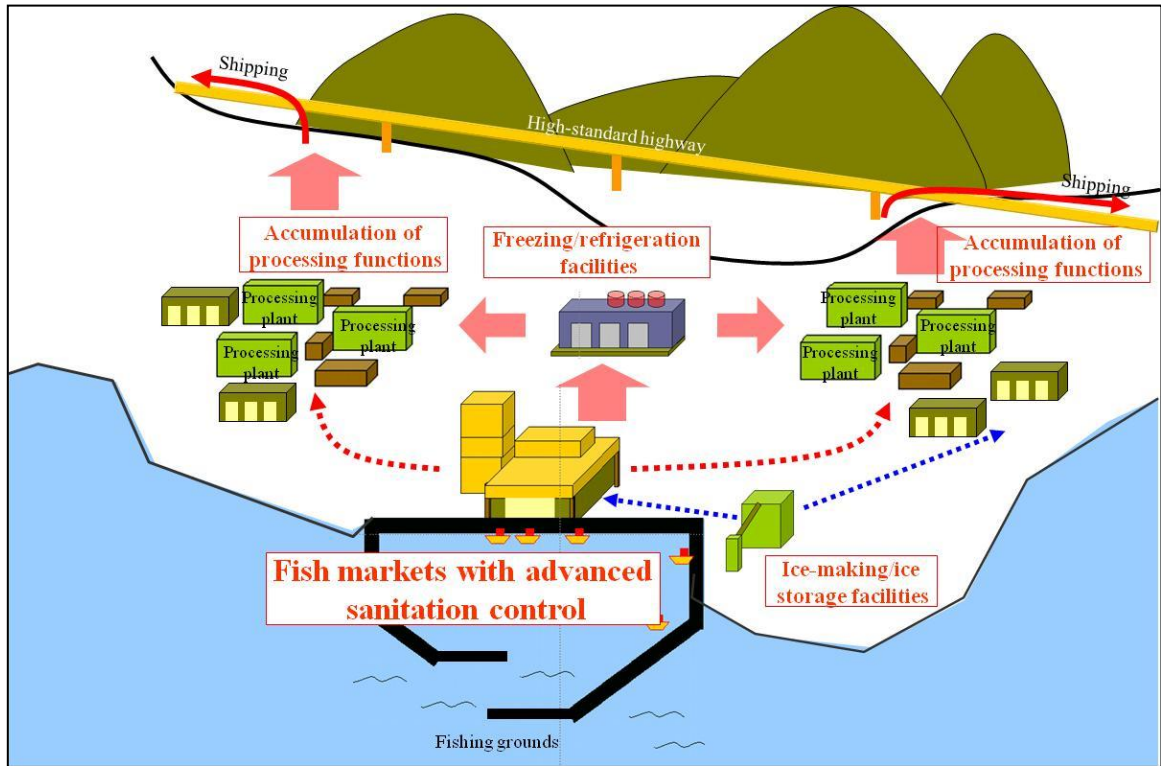 Shipping
High-standard highway
Shipping
Accumulation of
processing functions
Freezing/refrigeration
facilities
Accumulation of
processing functions
Processing
plant
Processing
plant
Processing
plant
Processing
plant
Processing
plant
Processing
plant
Fish markets with advanced
sanitation control
Ice-making/ice
storage facilities
Fishing grounds